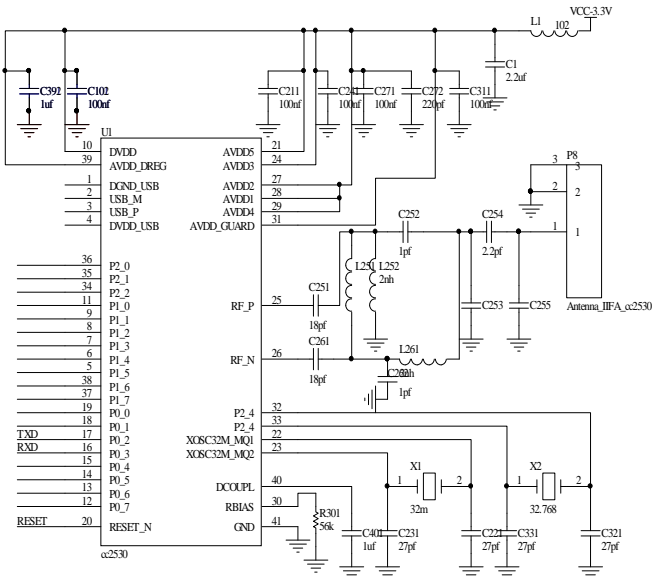 VCC-3.3V
L1 102
C1
2.2uf
C392
1uf
C102
100nf
C211
100nf
C241
100nf
C271
100nf
C272
220pf
C311
100nf
U1
10 DVDD AVDD5 21
39 AVDD_DREG AVDD3 24
1 DGND_USB AVDD2 27
2 USB_M AVDD1 28
3 USB_P AVDD4 29
4 DVDD_USB AVDD_GUARD 31
36 P2_0
35 P2_1
34 P2_2
11 P1_0
9 P1_1
8 P1_2
7 P1_3
6 P1_4
5 P1_5
38 P1_6
37 P1_7
19 P0_0
18 P0_1
TXD 17 P0_2
RXD 16 P0_3
15 P0_4
14 P0_5
13 P0_6
12 P0_7
RESET 20 RESET_N
RF_P 25
RF_N 26
P2_4 32
P2_4 33
XOSC32M_MQ1 22
XOSC32M_MQ2 23
DCOUPL 40
RBIAS 30
GND 41
cc2530
C251
18pf
C261
18pf
L251
L252
2nh
C252
1pf
C254
2.2pf
C253
C255
L261
1pf
P8
3 3
2 2
1 1
Antenna_IIFA_cc2530
R301
56k
C401
1uf
C231
27pf
1 X1 2
32m
C221
27pf
C331
27pf
1 X2 2
32.768
C321
27pf